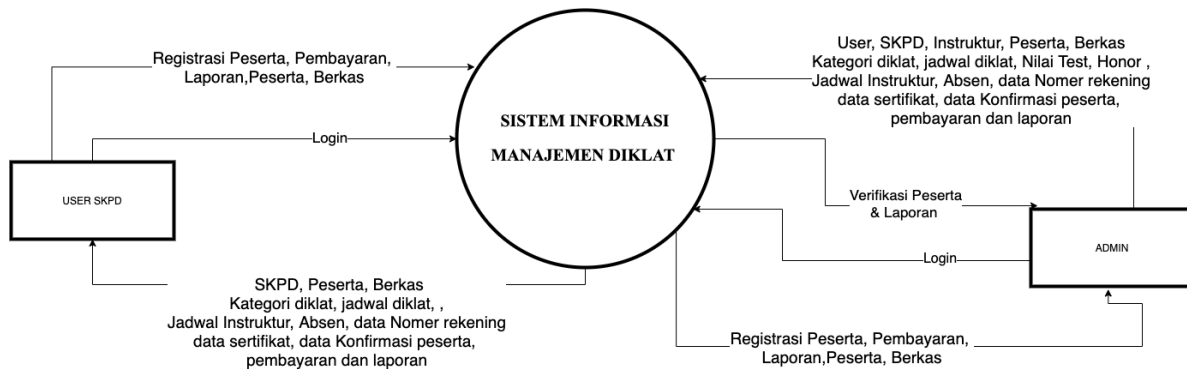 Registrasi Peserta, Pembayaran,
Laporan,Peserta, Berkas
Login
USER SKPD
SKPD, Peserta, Berkas
Kategori diklat, jadwal diklat, ,
Jadwal Instruktur, Absen, data Nomer rekening
data sertifikat, data Konfirmasi peserta,
pembayaran dan laporan
SISTEM INFORMASI
MANAJEMEN DIKLAT
User, SKPD, Instruktur, Peserta, Berkas
Kategori diklat, jadwal diklat, Nilai Test, Honor ,
Jadwal Instruktur, Absen, data Nomer rekening
data sertifikat, data Konfirmasi peserta,
pembayaran dan laporan
Verifikasi Peserta
& Laporan
ADMIN
Login
Registrasi Peserta, Pembayaran,
Laporan,Peserta, Berkas